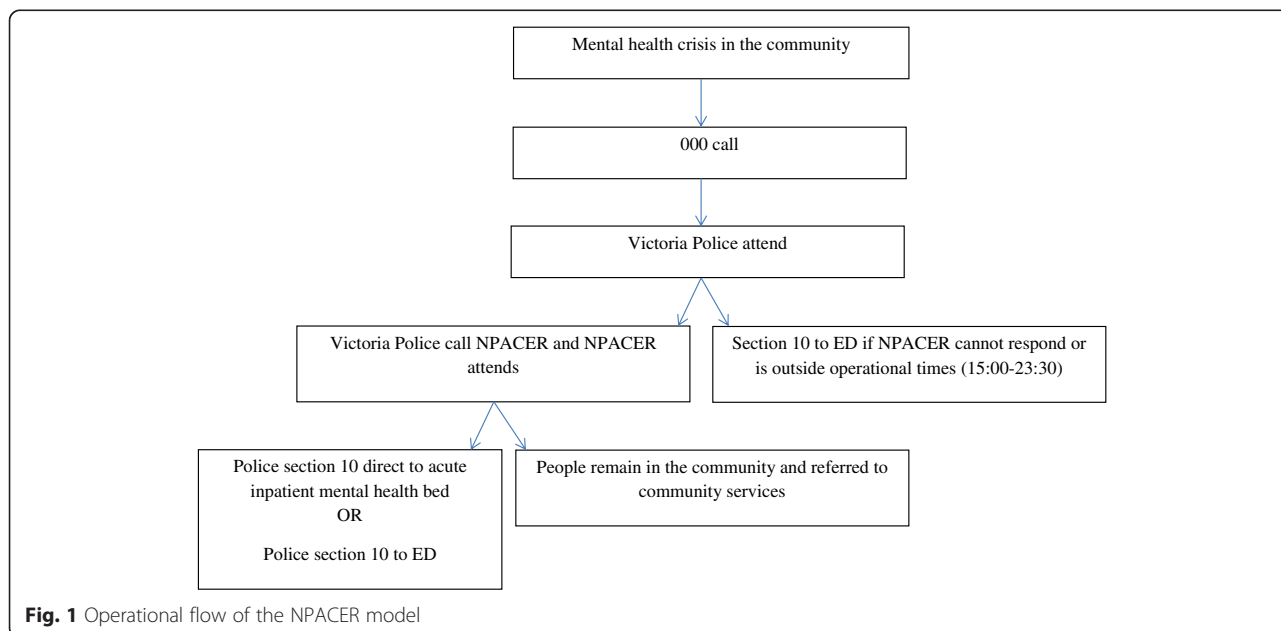 Mental health crisis in the community
000 call
Victoria Police attend
Victoria Police call NPACER and NPACER
attends
Section 10 to ED if NPACER cannot respond or
is outside operational times (15:00-23:30)
Police section 10 direct to acute
inpatient mental health bed
OR
Police section 10 to ED
People remain in the community and referred to
community services
Fig. 1 Operational flow of the NPACER model